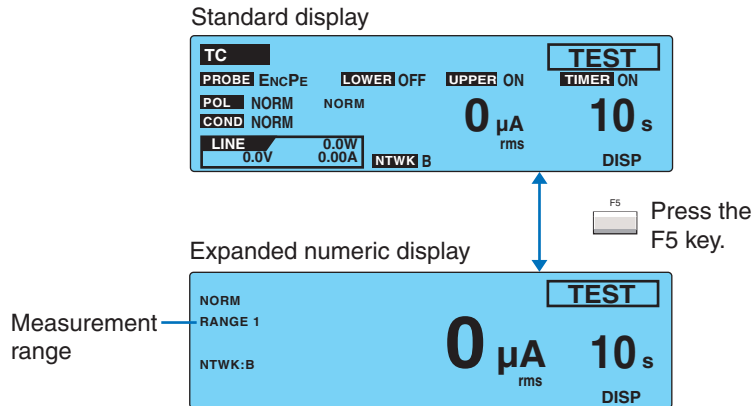 Standard display
TC TEST
PROBE ENCPE LOWER OFF UPPER ON TIMER ON
POL NORM NORM
COND NORM 0 µA rms 10 s
LINE 0.0W
0.0V 0.00A NTWK B DISP
F5
Press the
F5 key.
Expanded numeric display
NORM TEST
Measurement
range
RANGE 1
0 µA rms 10 s
NTWK:B
DISP